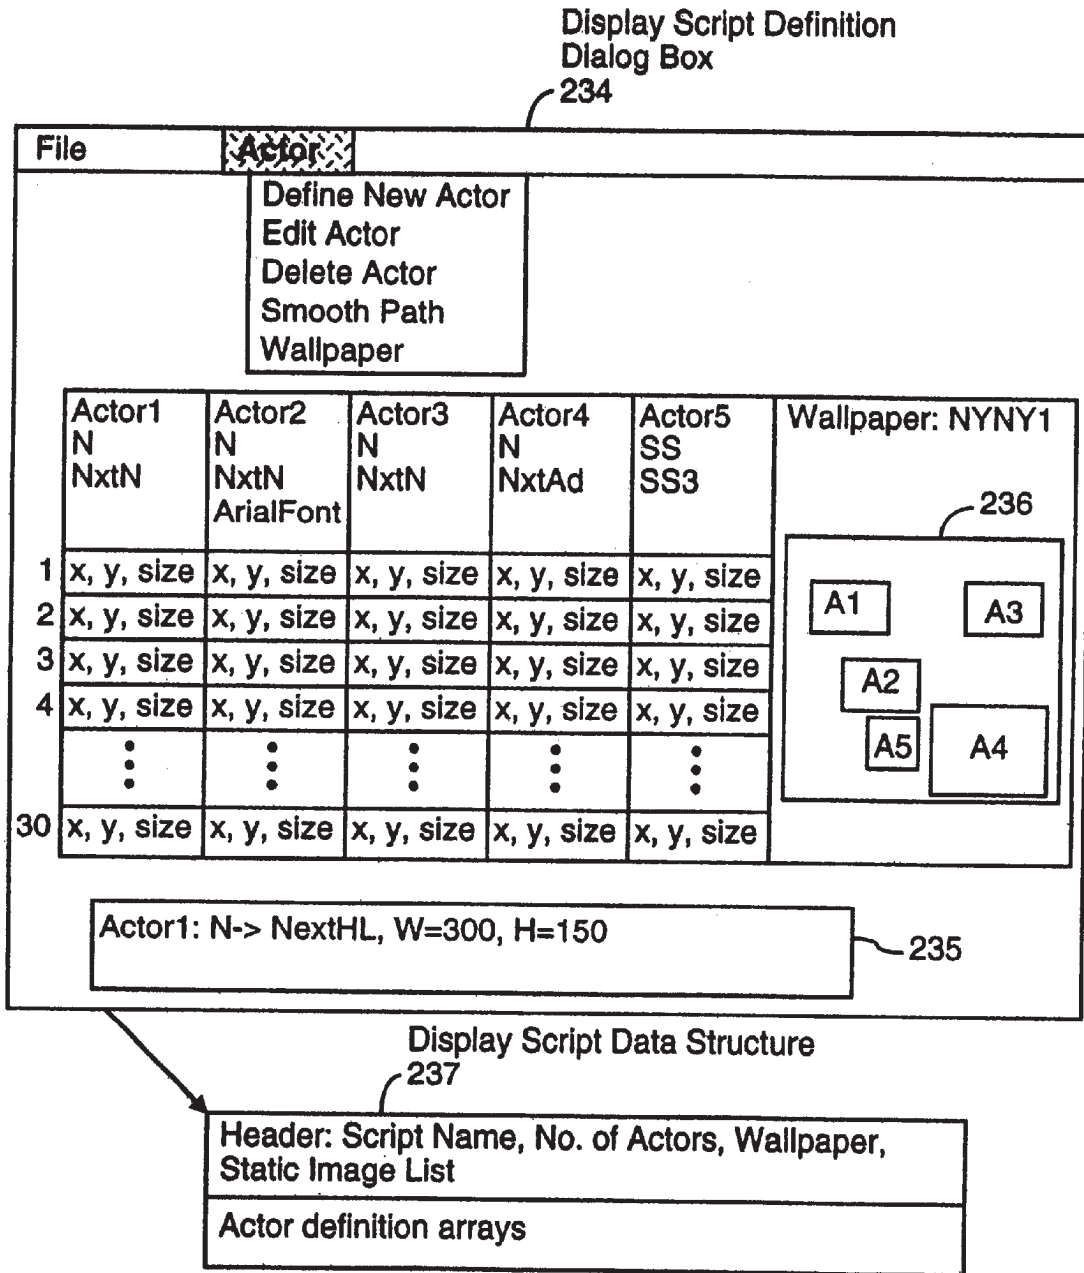 Display Script Definition
Dialog Box
234
File Actor
Define New Actor
Edit Actor
Delete Actor
Smooth Path
Wallpaper
Actor1 Actor2 Actor3 Actor4 Actor5 Wallpaper: NYNY1
N N N N SS
NxtN NxtN NxtN NxtAd SS3
ArialFont
236
1 x, y, size x, y, size x, y, size x, y, size x, y, size
2 x, y, size x, y, size x, y, size x, y, size x, y, size
3 x, y, size x, y, size x, y, size x, y, size x, y, size
4 x, y, size x, y, size x, y, size x, y, size x, y, size
30 x, y, size x, y, size x, y, size x, y, size x, y, size
A1 A3
A2
A5 A4
Actor1: N-> NextHL, W=300, H=150
235
Display Script Data Structure
237
Header: Script Name, No. of Actors, Wallpaper,
Static Image List
Actor definition arrays